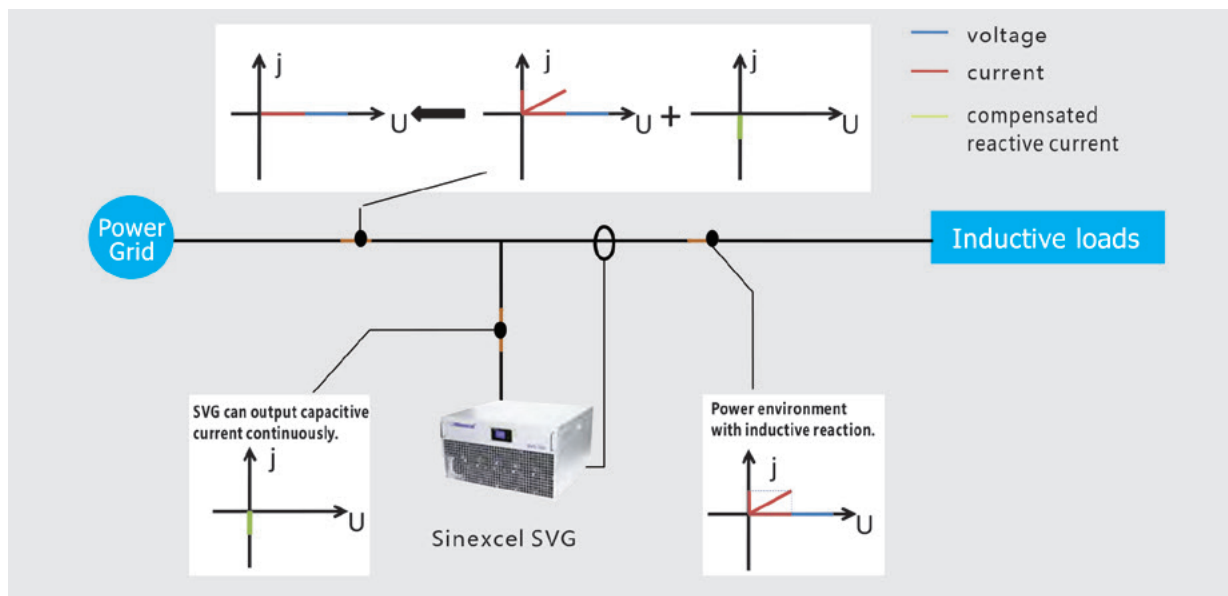 j
U
j
U
+
j
U
voltage
current
compensated
reactive current
Power
Grid
Inductive loads
SVG can output capacitive
current continuously.
j
U
Sinexcel SVG
Power environment
with inductive reaction.
j
U